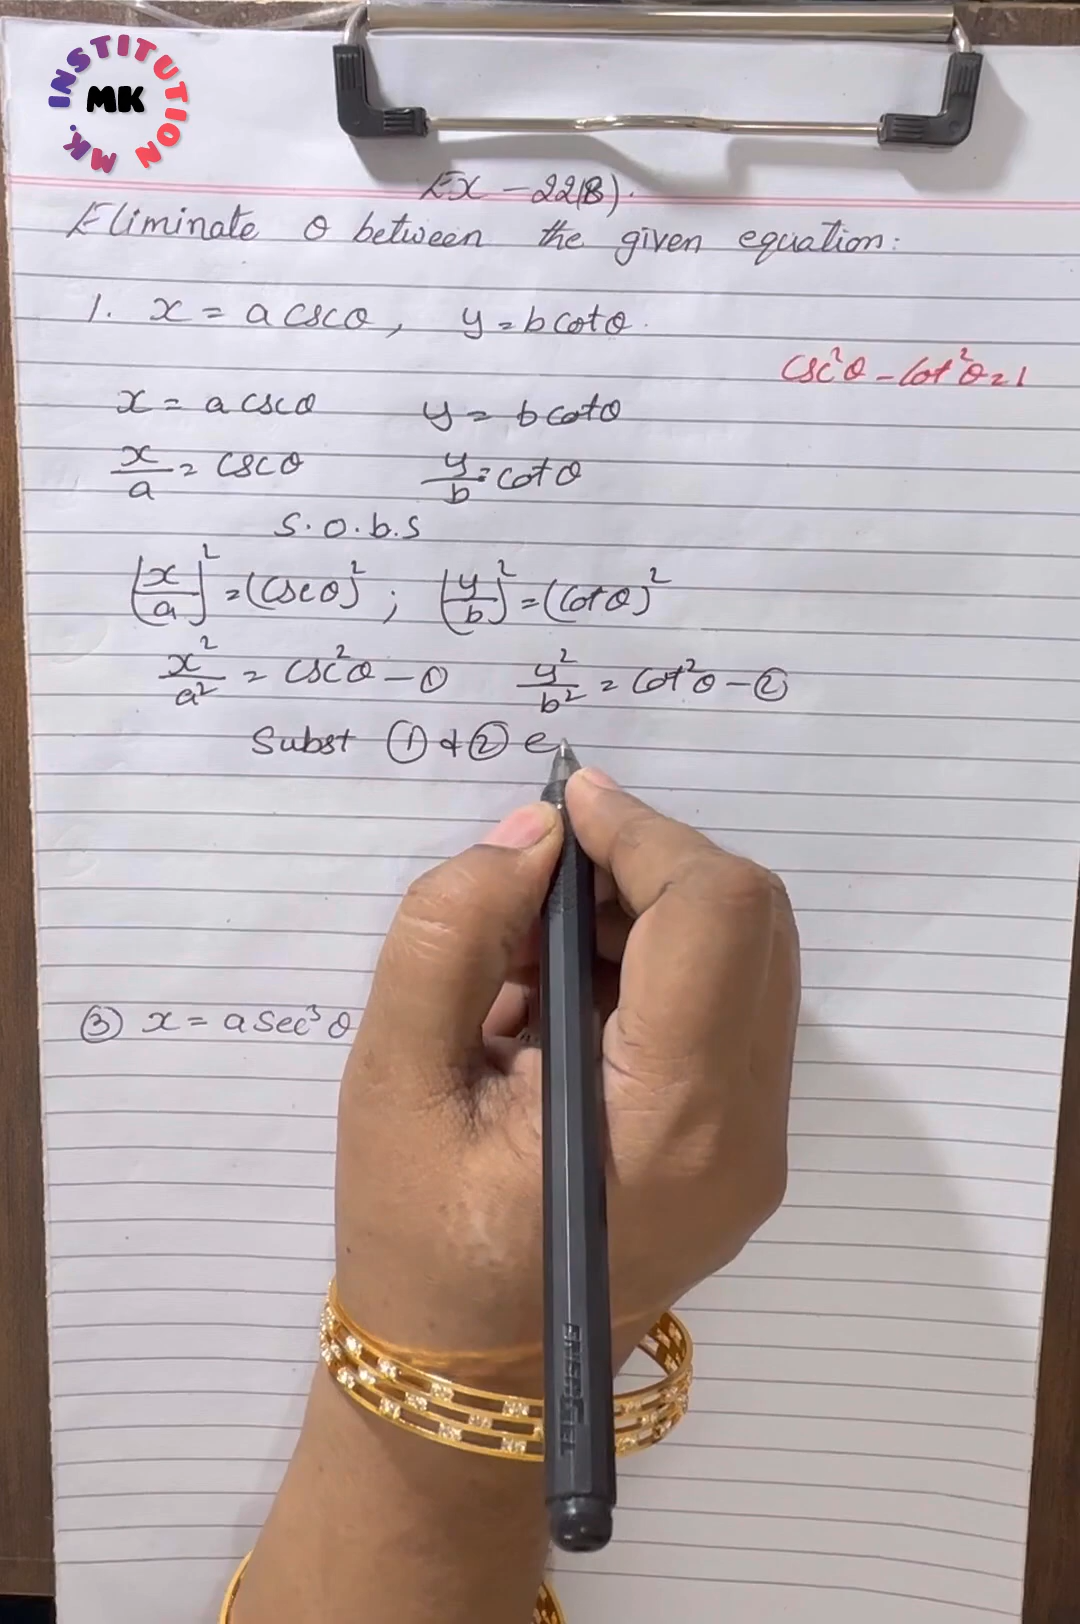 MK. INSTITUTION
MK
Ex - 22(B).
Eliminate θ between the given equation:
1. x = a cscθ, y = b cotθ.
csc²θ - cot²θ = 1
x = a cscθ y = b cotθ
x/a = cscθ y/b = cotθ
S.O.b.S
[x/a]² = (cscθ)² ; [y/b]² = (cotθ)²
x²/a² = csc²θ - ① y²/b² = cot²θ - ②
Subst ① & ② e
③ x = a sec³ θ